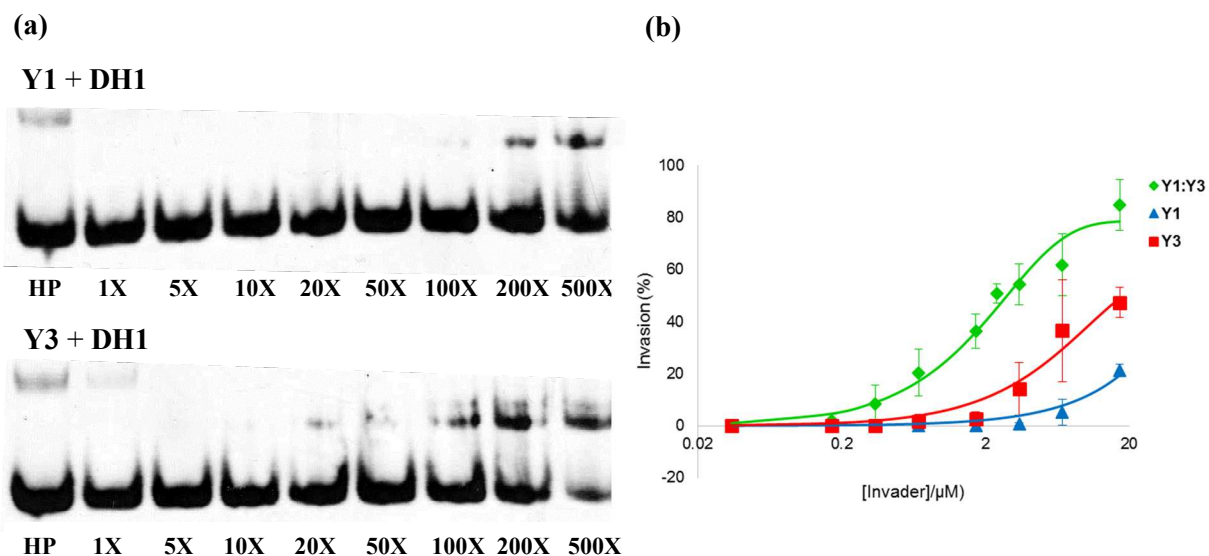 (a)
Y1 + DH1
HP 1X 5X 10X 20X 50X 100X 200X 500X
Y3 + DH1
HP 1X 5X 10X 20X 50X 100X 200X 500X
(b)
100
80
60
40
20
0
-20
Invasion (%)
0.02 0.2 2 20
[Invader]/μM)
Y1:Y3
Y1
Y3